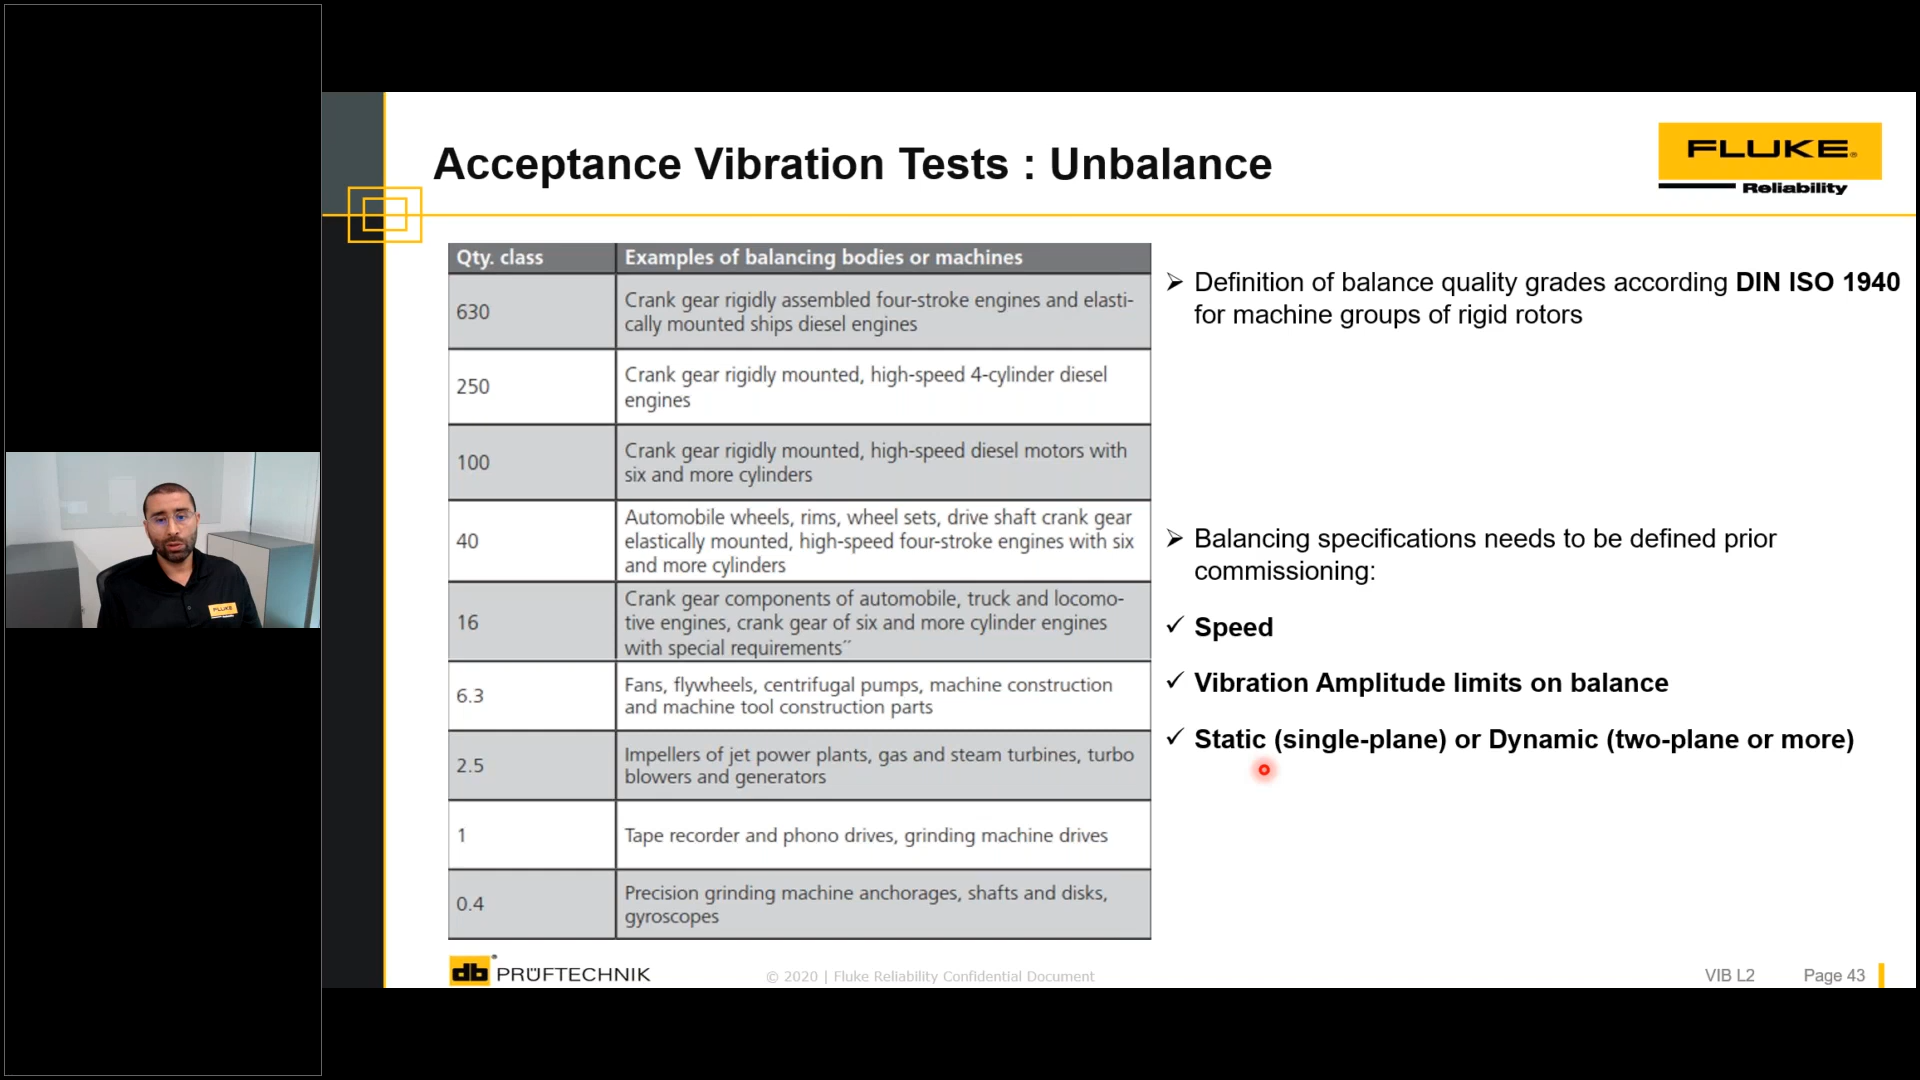 Acceptance Vibration Tests : Unbalance
FLUKE®
Reliability
Qty. class Examples of balancing bodies or machines
630 Crank gear rigidly assembled four-stroke engines and elasti-
cally mounted ships diesel engines
250 Crank gear rigidly mounted, high-speed 4-cylinder diesel
engines
100 Crank gear rigidly mounted, high-speed diesel motors with
six and more cylinders
40 Automobile wheels, rims, wheel sets, drive shaft crank gear
elastically mounted, high-speed four-stroke engines with six
and more cylinders
16 Crank gear components of automobile, truck and locomo-
tive engines, crank gear of six and more cylinder engines
with special requirements˝
6.3 Fans, flywheels, centrifugal pumps, machine construction
and machine tool construction parts
2.5 Impellers of jet power plants, gas and steam turbines, turbo
blowers and generators
1 Tape recorder and phono drives, grinding machine drives
0.4 Precision grinding machine anchorages, shafts and disks,
gyroscopes
➢ Definition of balance quality grades according DIN ISO 1940
for machine groups of rigid rotors
➢ Balancing specifications needs to be defined prior
commissioning:
✓ Speed
✓ Vibration Amplitude limits on balance
✓ Static (single-plane) or Dynamic (two-plane or more)
FLUKE
db PRÜFTECHNIK
© 2020 | Fluke Reliability Confidential Document
VIB L2 Page 43